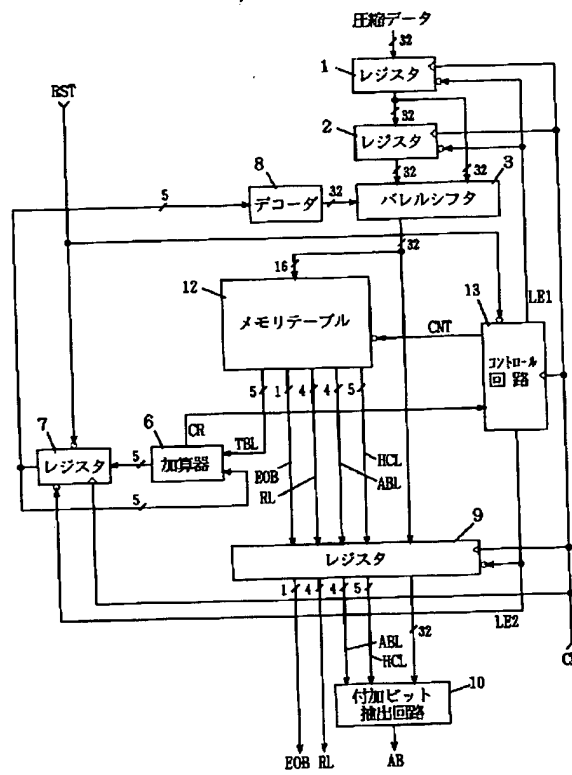 圧縮データ
32
1
レジスタ
RST
32
2
レジスタ
8
32
32
3
5
デコーダ
32
バレルシフタ
16
32
12
メモリテーブル
CNT
13
LE1
コントロール
回路
5
1
4
4
5
7
6
CR
TBL
レジスタ
5
加算器
EOB
HCL
RL
ABL
5
9
レジスタ
1
4
4
5
32
LE2
ABL
HCL
10
付加ビット
抽出回路
EOB
RL
AB